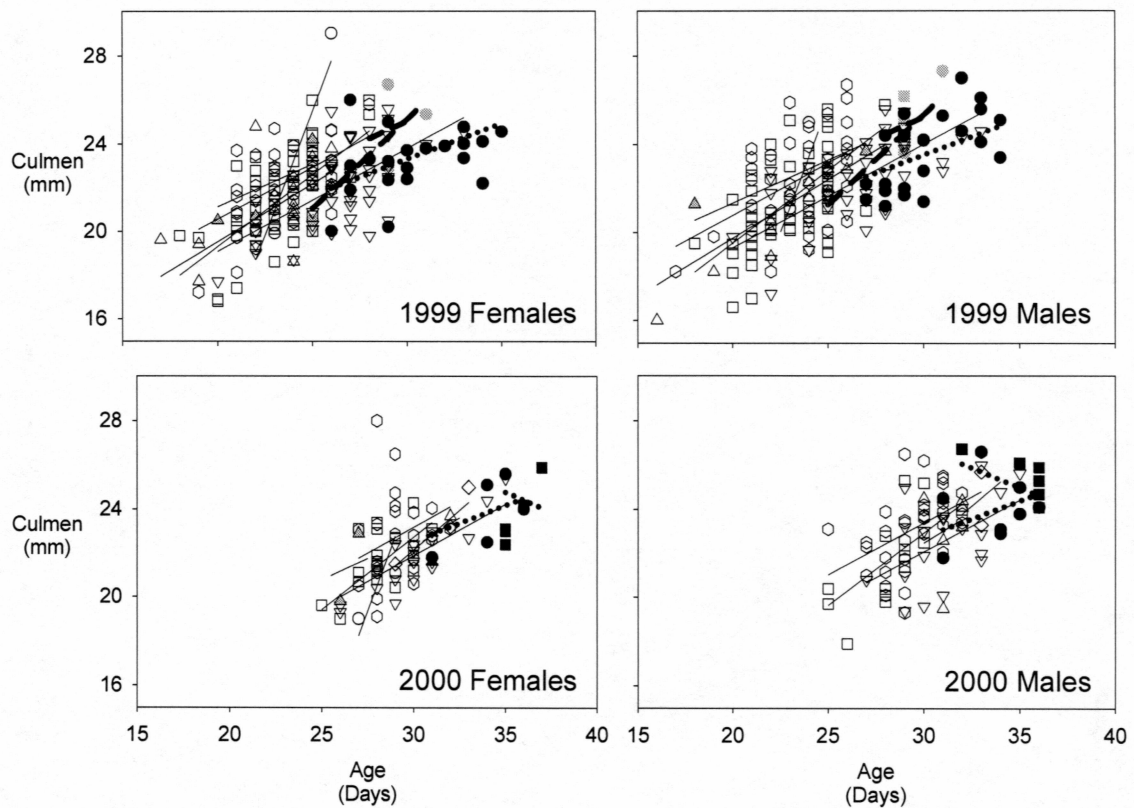 28
24
Culmen
(mm)
20
16
1999 Females
1999 Males
28
24
Culmen
(mm)
20
16
2000 Females
2000 Males
15 20 25 30 35 40
15 20 25 30 35 40
Age
(Days)
Age
(Days)